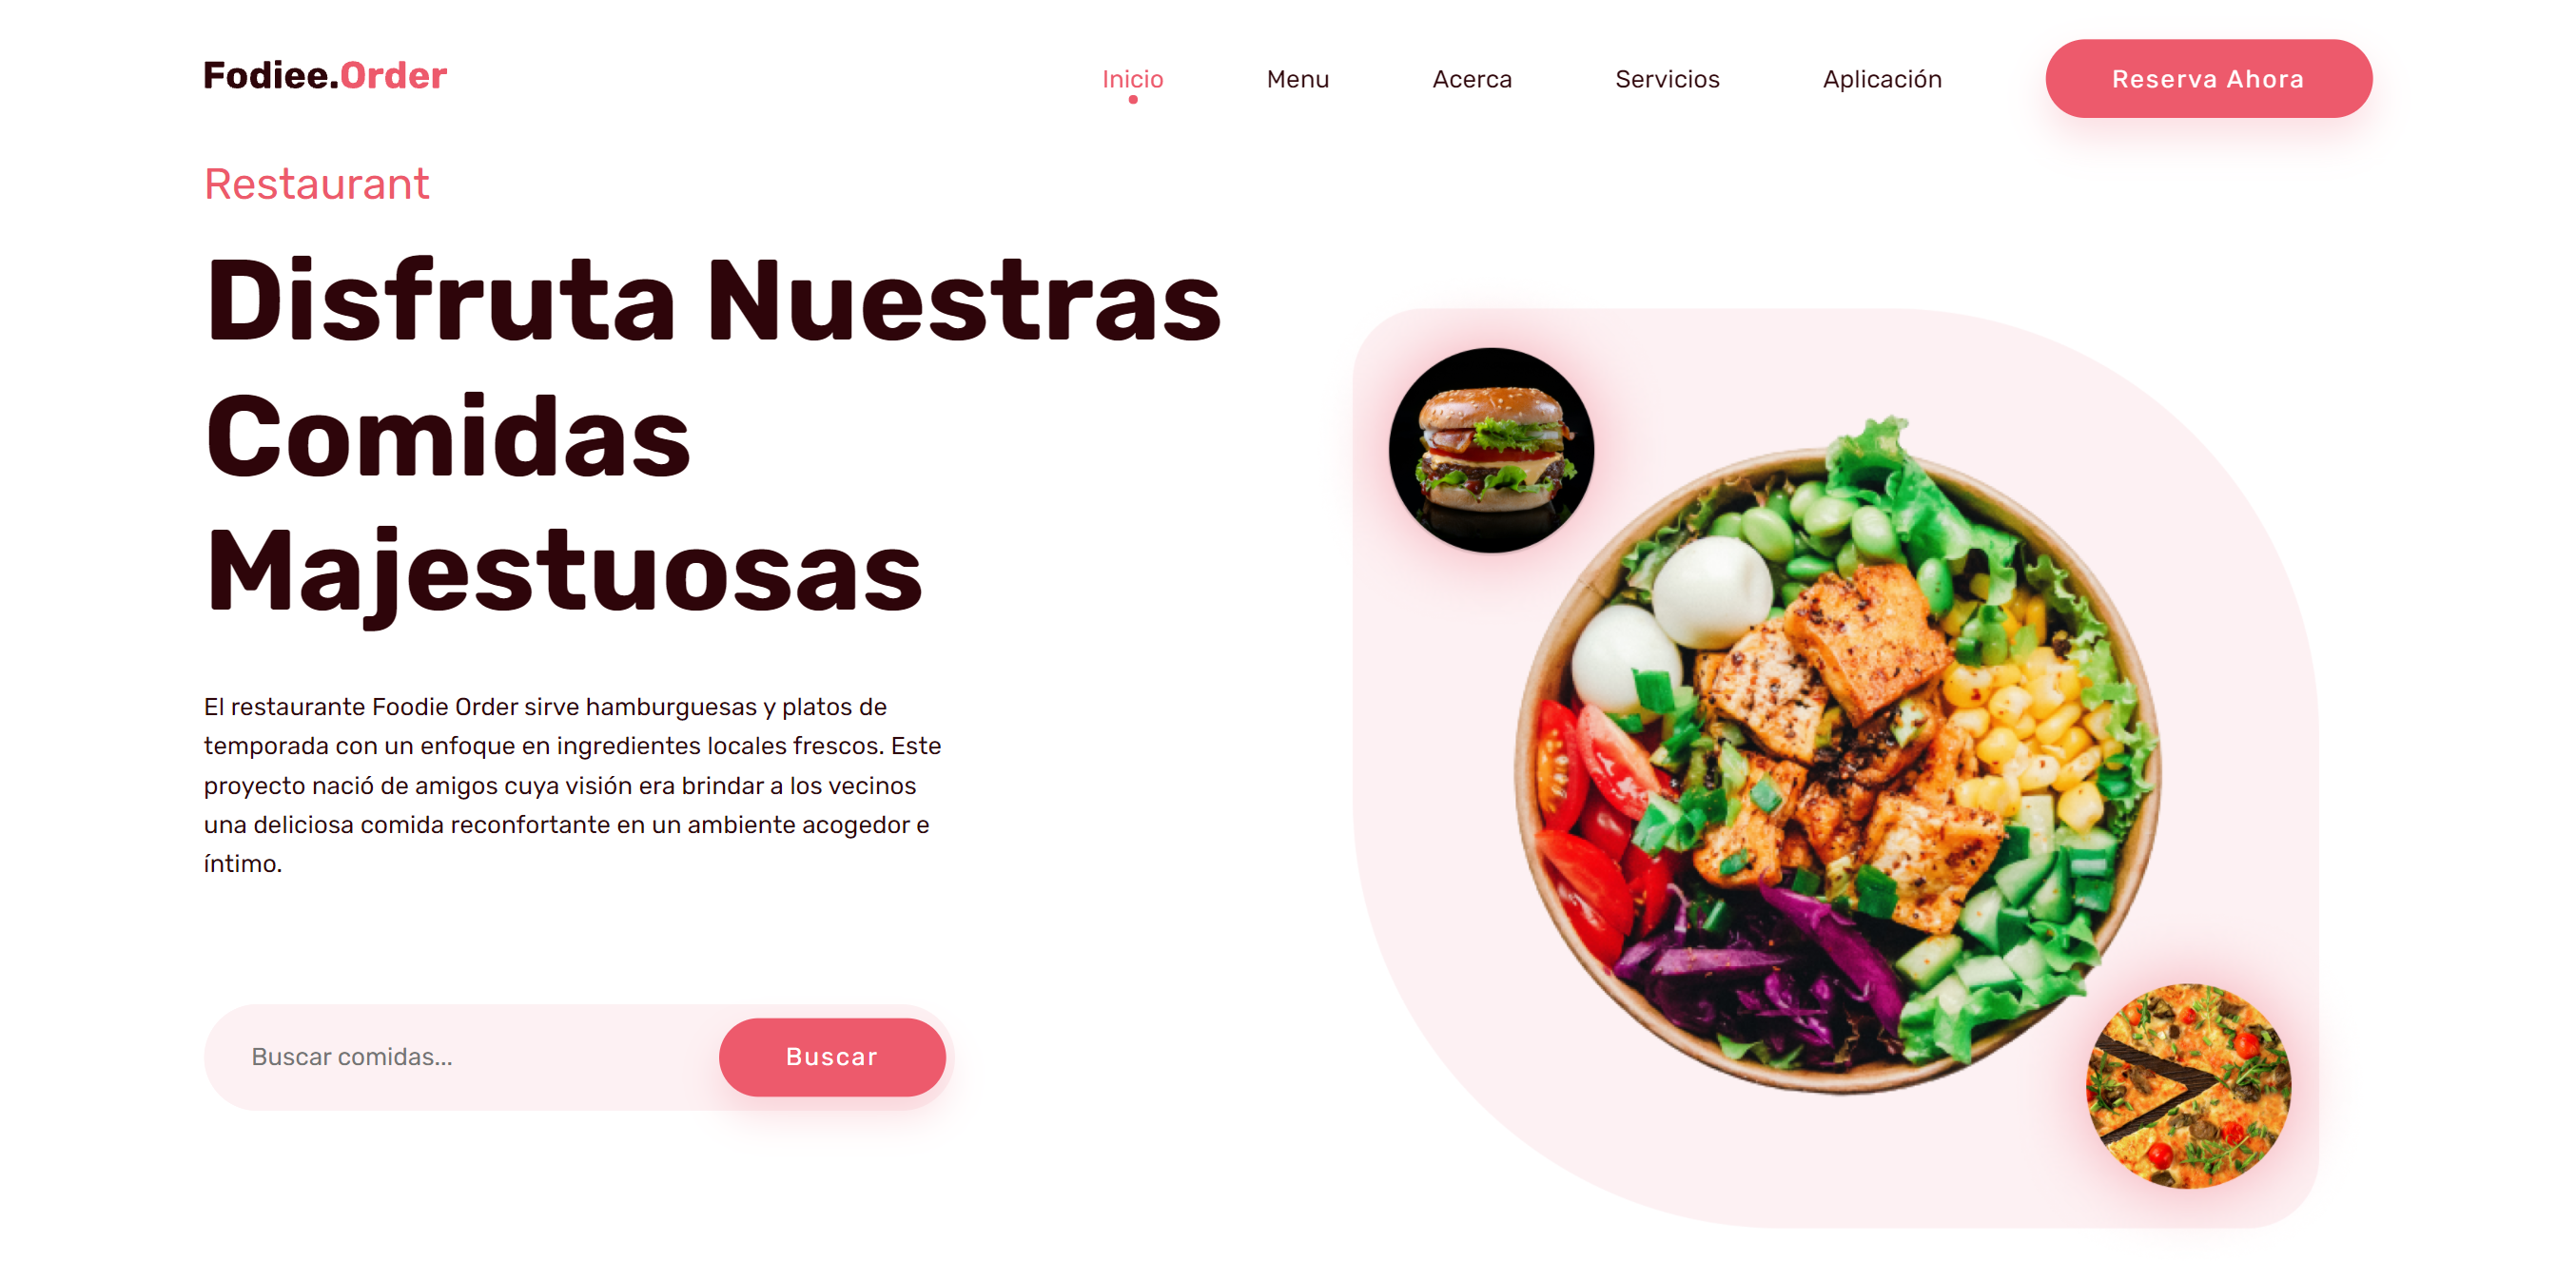 Fodiee.Order
Inicio
Menu
Acerca
Servicios
Aplicación
Reserva Ahora
Restaurant
Disfruta Nuestras
Comidas
Majestuosas
El restaurante Foodie Order sirve hamburguesas y platos de
temporada con un enfoque en ingredientes locales frescos. Este
proyecto nació de amigos cuya visión era brindar a los vecinos
una deliciosa comida reconfortante en un ambiente acogedor e
íntimo.
Buscar comidas...
Buscar